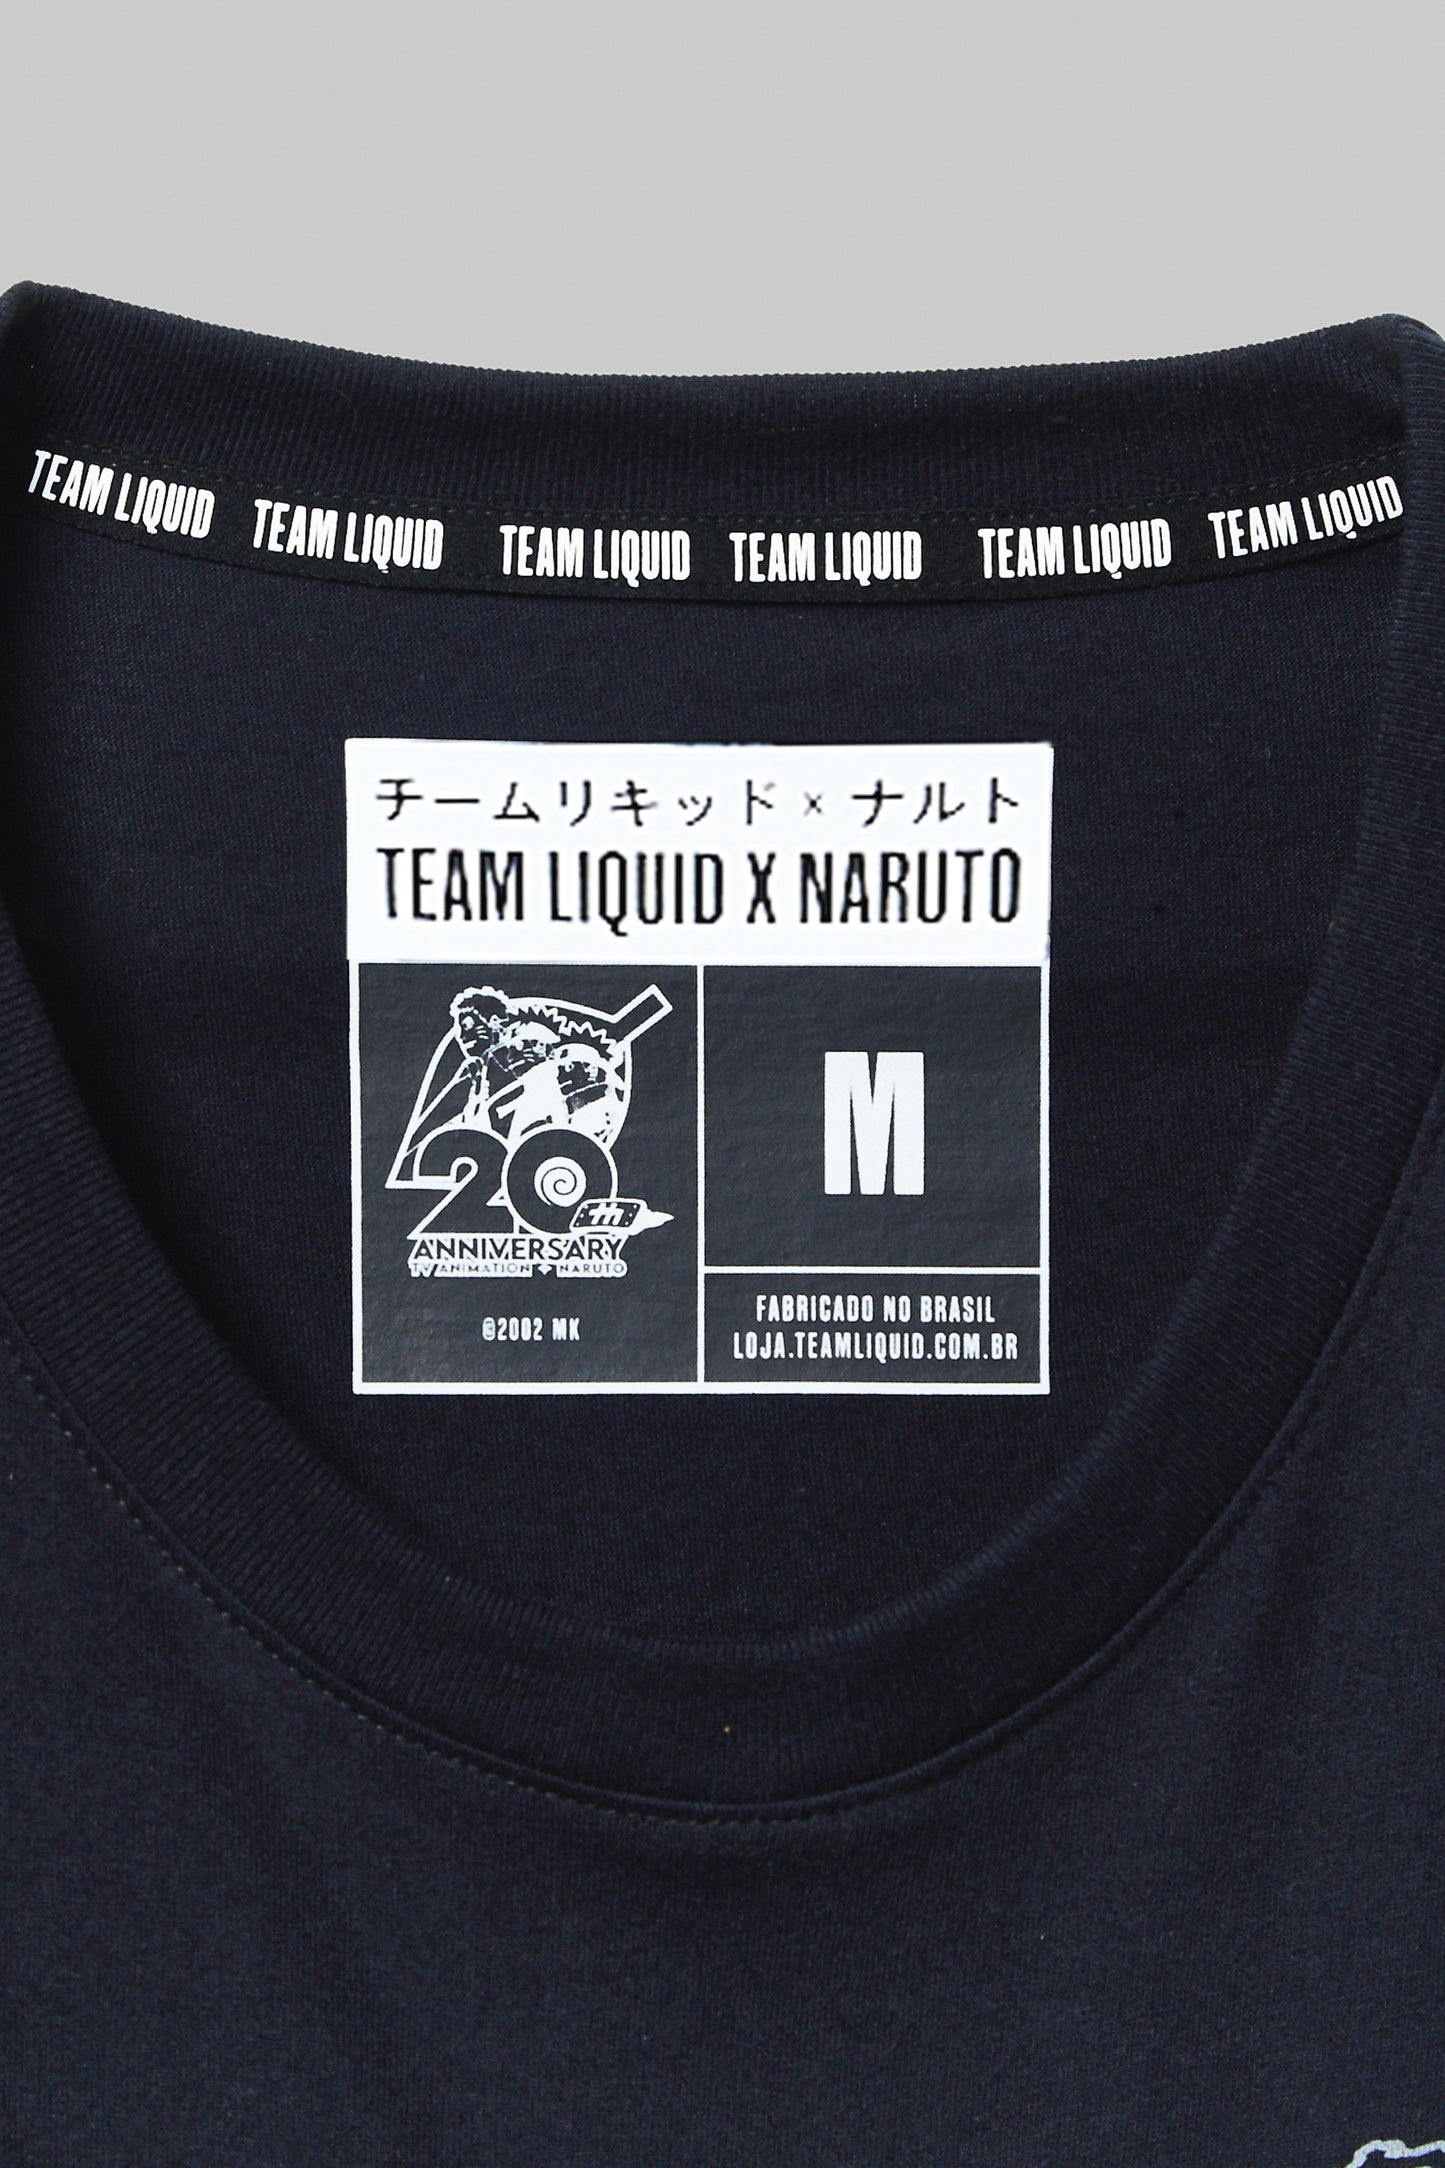 TEAM LIQUID TEAM LIQUID TEAM LIQUID TEAM LIQUID TEAM LIQUID TEAM LIQUID
チームリキッド × ナルト
TEAM LIQUID X NARUTO
20th
ANNIVERSARY
TV ANIMATION NARUTO
©2002 MK
M
FABRICADO NO BRASIL
LOJA.TEAMLIQUID.COM.BR